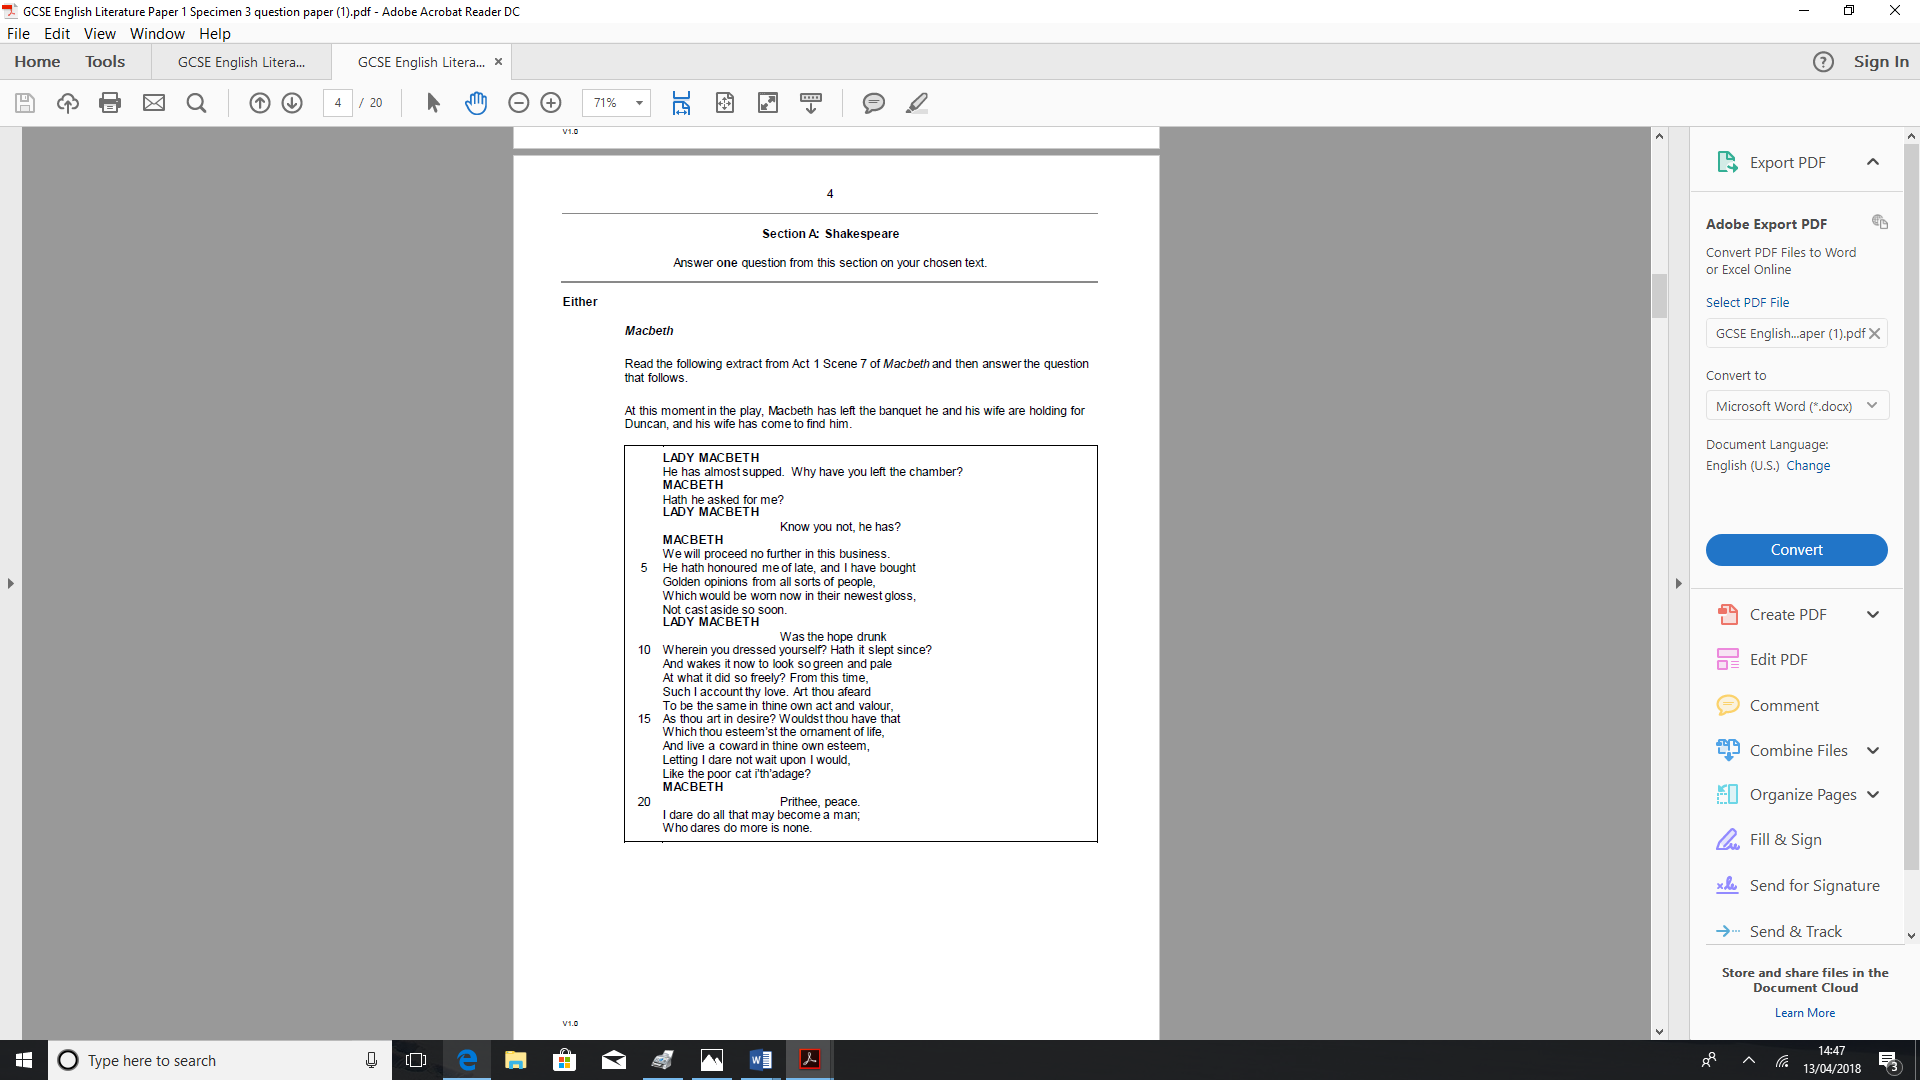 GCSE English Literature Paper 1 Specimen 3 question paper (1).pdf - Adobe Acrobat Reader DC
File Edit View Window Help
Home Tools GCSE English Litera... GCSE English Litera... × Sign In
4 / 20 71%
V1.0
4
Section A: Shakespeare
Answer one question from this section on your chosen text.
Either
Macbeth
Read the following extract from Act 1 Scene 7 of Macbeth and then answer the question
that follows.
At this moment in the play, Macbeth has left the banquet he and his wife are holding for
Duncan, and his wife has come to find him.
LADY MACBETH
He has almost supped. Why have you left the chamber?
MACBETH
Hath he asked for me?
LADY MACBETH
Know you not, he has?
MACBETH
We will proceed no further in this business.
5 He hath honoured me of late, and I have bought
Golden opinions from all sorts of people,
Which would be worn now in their newest gloss,
Not cast aside so soon.
LADY MACBETH
Was the hope drunk
10 Wherein you dressed yourself? Hath it slept since?
And wakes it now to look so green and pale
At what it did so freely? From this time,
Such I account thy love. Art thou afeard
To be the same in thine own act and valour,
15 As thou art in desire? Wouldst thou have that
Which thou esteem'st the ornament of life,
And live a coward in thine own esteem,
Letting I dare not wait upon I would,
Like the poor cat i'th'adage?
MACBETH
20 Prithee, peace.
I dare do all that may become a man;
Who dares do more is none.
V1.0
Export PDF
Adobe Export PDF
Convert PDF Files to Word
or Excel Online
Select PDF File
GCSE English...aper (1).pdf
Convert to
Microsoft Word (*.docx)
Document Language:
English (U.S.) Change
Convert
Create PDF
Edit PDF
Comment
Combine Files
Organize Pages
Fill & Sign
Send for Signature
Send & Track
Store and share files in the
Document Cloud
Learn More
Type here to search
14:47
13/04/2018
3